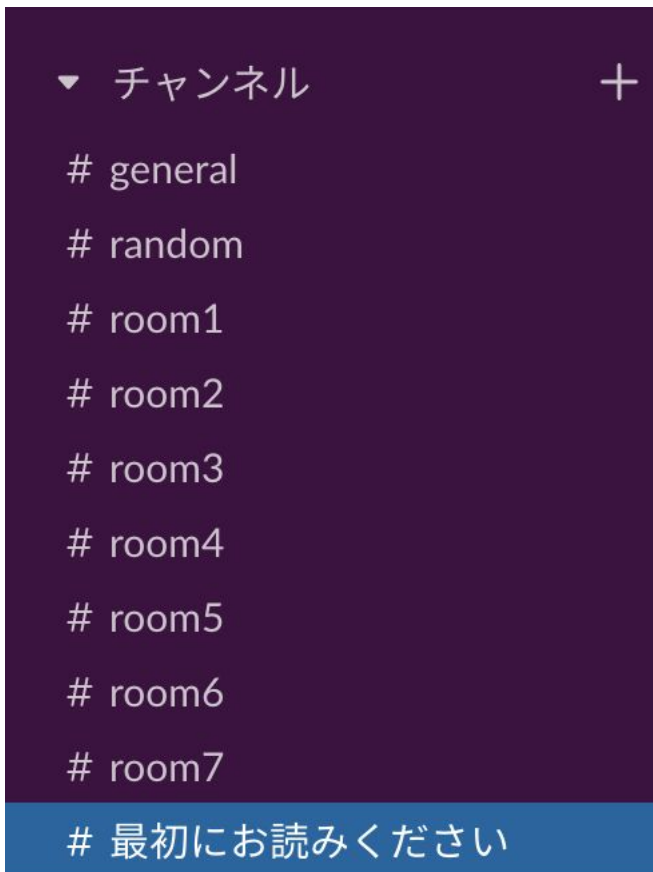 チャンネル
# general
# random
# room1
# room2
# room3
# room4
# room5
# room6
# room7
# 最初にお読みください